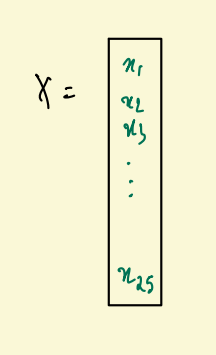 X =
x₁
x₂
x₃
⋮
x₂₅